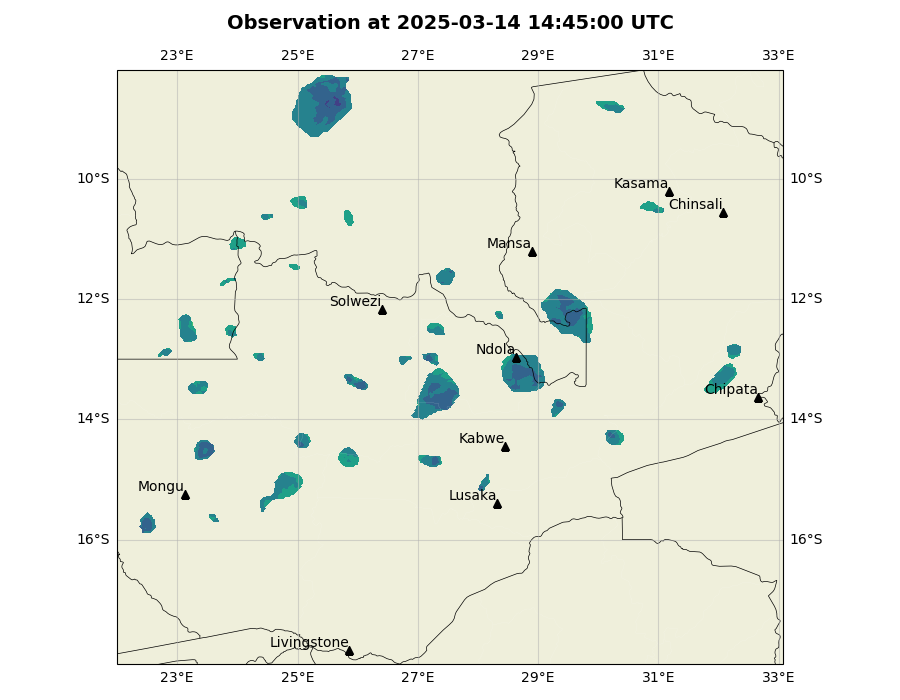 Observation at 2025-03-14 14:45:00 UTC
23°E 25°E 27°E 29°E 31°E 33°E
10°S 10°S
Kasama
Chinsali
Mansa
12°S 12°S
Solwezi
Ndola
Chipata
14°S 14°S
Kabwe
Mongu
Lusaka
16°S 16°S
Livingstone
23°E 25°E 27°E 29°E 31°E 33°E